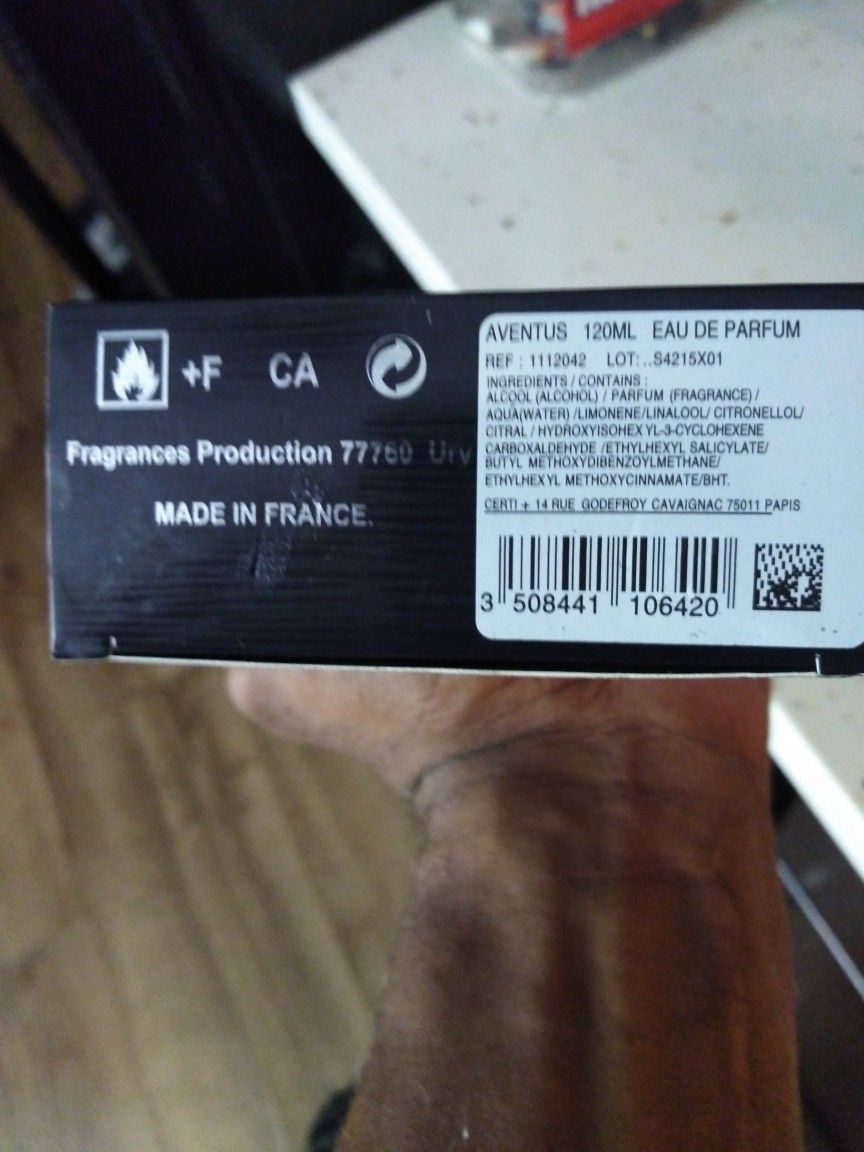 +F CA
Fragrances Production 77760 Ury
MADE IN FRANCE.
AVENTUS 120ML EAU DE PARFUM
REF : 1112042 LOT:..S4215X01
INGREDIENTS / CONTAINS :
ALCOOL (ALCOHOL) / PARFUM (FRAGRANCE) /
AQUA(WATER) /LIMONENE/LINALOOL/ CITRONELLOL/
CITRAL / HYDROXYISOHEXYL-3-CYCLOHEXENE
CARBOXALDEHYDE /ETHYLHEXYL SALICYLATE/
BUTYL METHOXYDIBENZOYLMETHANE/
ETHYLHEXYL METHOXYCINNAMATE/BHT.
CERTI + 14 RUE GODEFROY CAVAIGNAC 75011 PAPIS
3 508441 106420